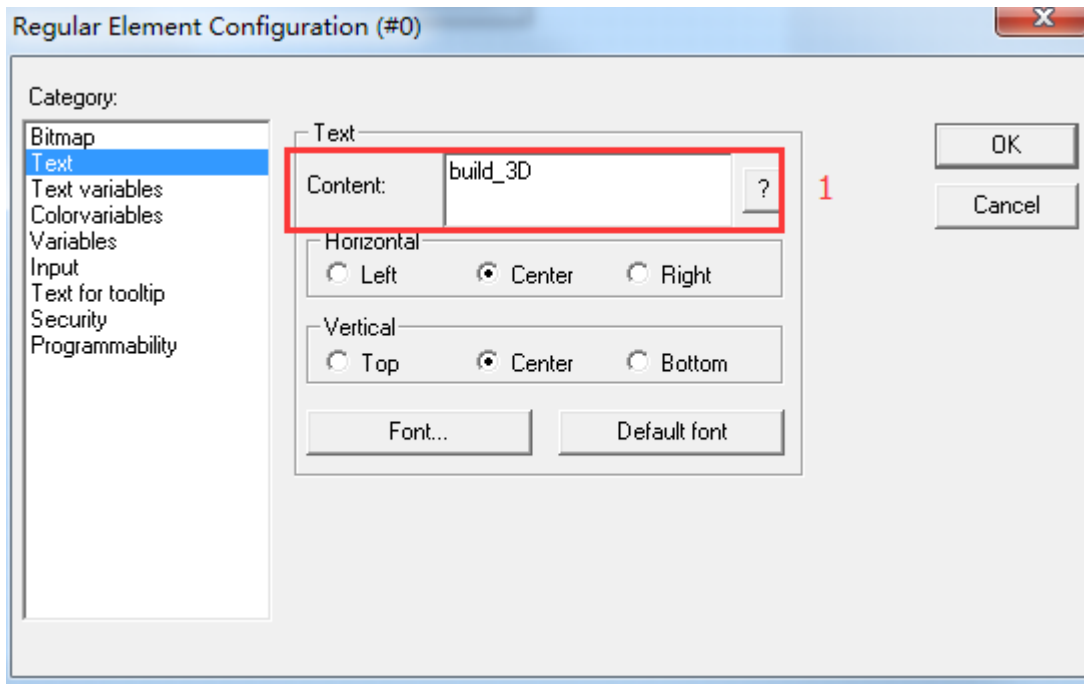 Regular Element Configuration (#0)
x
Category:
Bitmap
Text
Text variables
Colorvariables
Variables
Input
Text for tooltip
Security
Programmability
Text
Content:
build_3D
?
1
Horizontal
Left
Center
Right
Vertical
Top
Center
Bottom
Font...
Default font
OK
Cancel